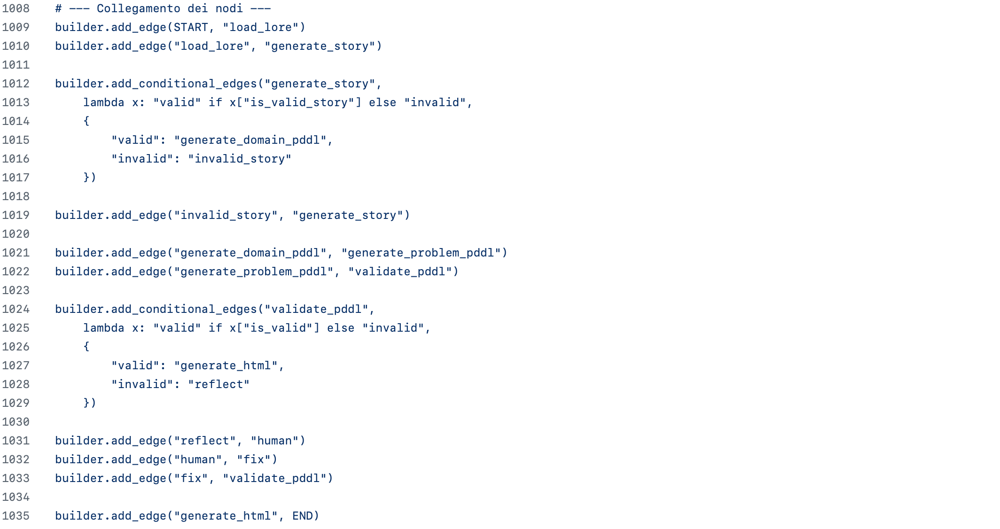 1008 # --- Collegamento dei nodi ---
1009 builder.add_edge(START, "load_lore")
1010 builder.add_edge("load_lore", "generate_story")
1011
1012 builder.add_conditional_edges("generate_story",
1013     lambda x: "valid" if x["is_valid_story"] else "invalid",
1014     {
1015         "valid": "generate_domain_pddl",
1016         "invalid": "invalid_story"
1017     })
1018
1019 builder.add_edge("invalid_story", "generate_story")
1020
1021 builder.add_edge("generate_domain_pddl", "generate_problem_pddl")
1022 builder.add_edge("generate_problem_pddl", "validate_pddl")
1023
1024 builder.add_conditional_edges("validate_pddl",
1025     lambda x: "valid" if x["is_valid"] else "invalid",
1026     {
1027         "valid": "generate_html",
1028         "invalid": "reflect"
1029     })
1030
1031 builder.add_edge("reflect", "human")
1032 builder.add_edge("human", "fix")
1033 builder.add_edge("fix", "validate_pddl")
1034
1035 builder.add_edge("generate_html", END)